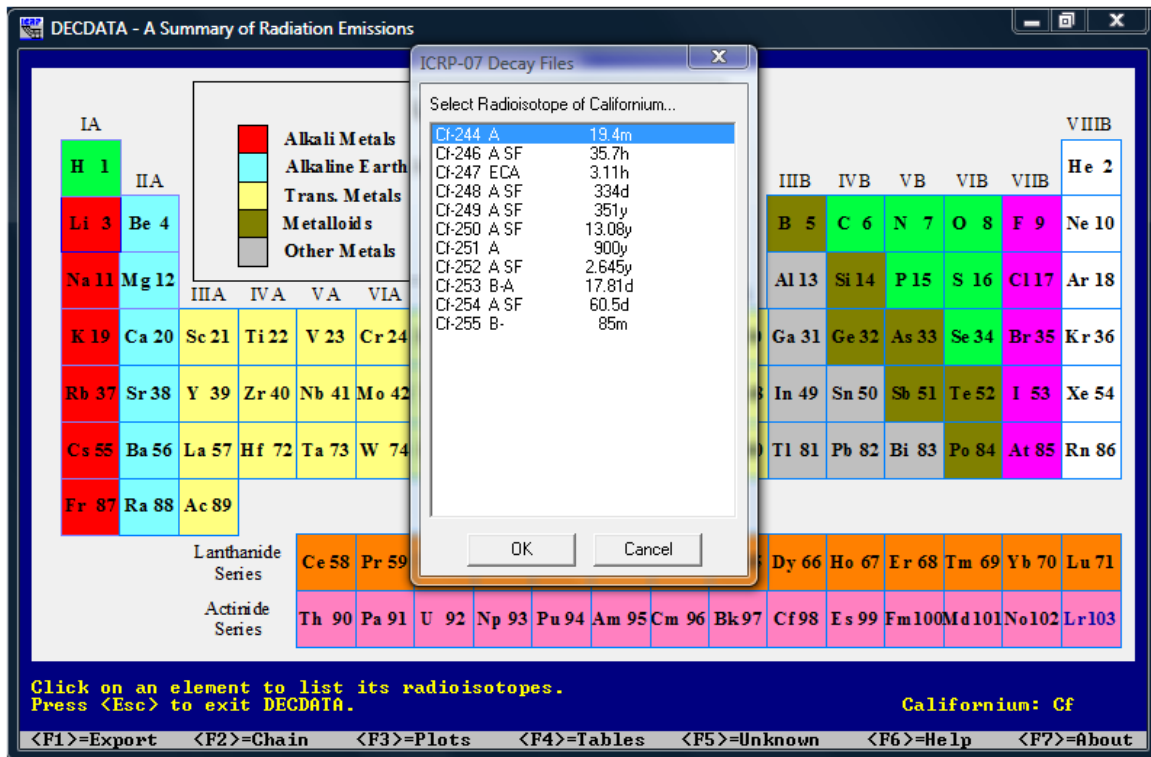 DECDATA - A Summary of Radiation Emissions
ICRP-07 Decay Files
Select Radioisotope of Californium...
Cf-244 A 19.4m
Cf-246 A SF 35.7h
Cf-247 ECA 3.11h
Cf-248 A SF 334d
Cf-249 A SF 351y
Cf-250 A SF 13.08y
Cf-251 A 900y
Cf-252 A SF 2.645y
Cf-253 B-A 17.81d
Cf-254 A SF 60.5d
Cf-255 B- 85m
OK Cancel
Alkali Metals
Alkaline Earth
Trans. Metals
Metalloids
Other Metals
IA VIIIB
H 1 IIA IIIB IVB VB VIB VIIB He 2
Li 3 Be 4 B 5 C 6 N 7 O 8 F 9 Ne 10
Na 11 Mg 12 IIIA IVA VA VIA Al 13 Si 14 P 15 S 16 Cl 17 Ar 18
K 19 Ca 20 Sc 21 Ti 22 V 23 Cr 24 Ga 31 Ge 32 As 33 Se 34 Br 35 Kr 36
Rb 37 Sr 38 Y 39 Zr 40 Nb 41 Mo 42 In 49 Sn 50 Sb 51 Te 52 I 53 Xe 54
Cs 55 Ba 56 La 57 Hf 72 Ta 73 W 74 Tl 81 Pb 82 Bi 83 Po 84 At 85 Rn 86
Fr 87 Ra 88 Ac 89
Lanthanide Series Ce 58 Pr 59 Dy 66 Ho 67 Er 68 Tm 69 Yb 70 Lu 71
Actinide Series Th 90 Pa 91 U 92 Np 93 Pu 94 Am 95 Cm 96 Bk 97 Cf 98 Es 99 Fm100 Md101 No102 Lr103
Click on an element to list its radioisotopes.
Press <Esc> to exit DECDATA. Californium: Cf
<F1>=Export <F2>=Chain <F3>=Plots <F4>=Tables <F5>=Unknown <F6>=Help <F7>=About